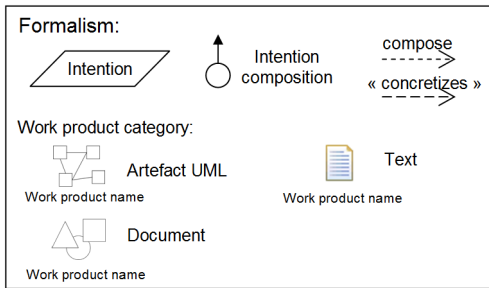 Formalism:
Intention
Intention
composition
compose
« concretizes »
Work product category:
Artefact UML
Work product name
Text
Work product name
Document
Work product name